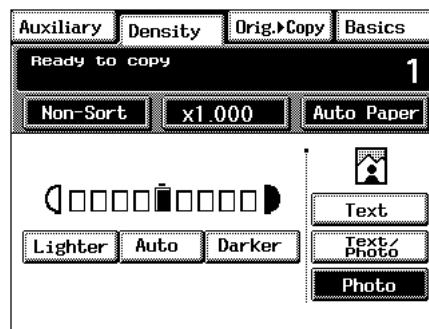 Auxiliary Density Orig.▸Copy Basics
Ready to copy
1
Non-Sort x1.000 Auto Paper
Text
Lighter Auto Darker
Text/
Photo
Photo